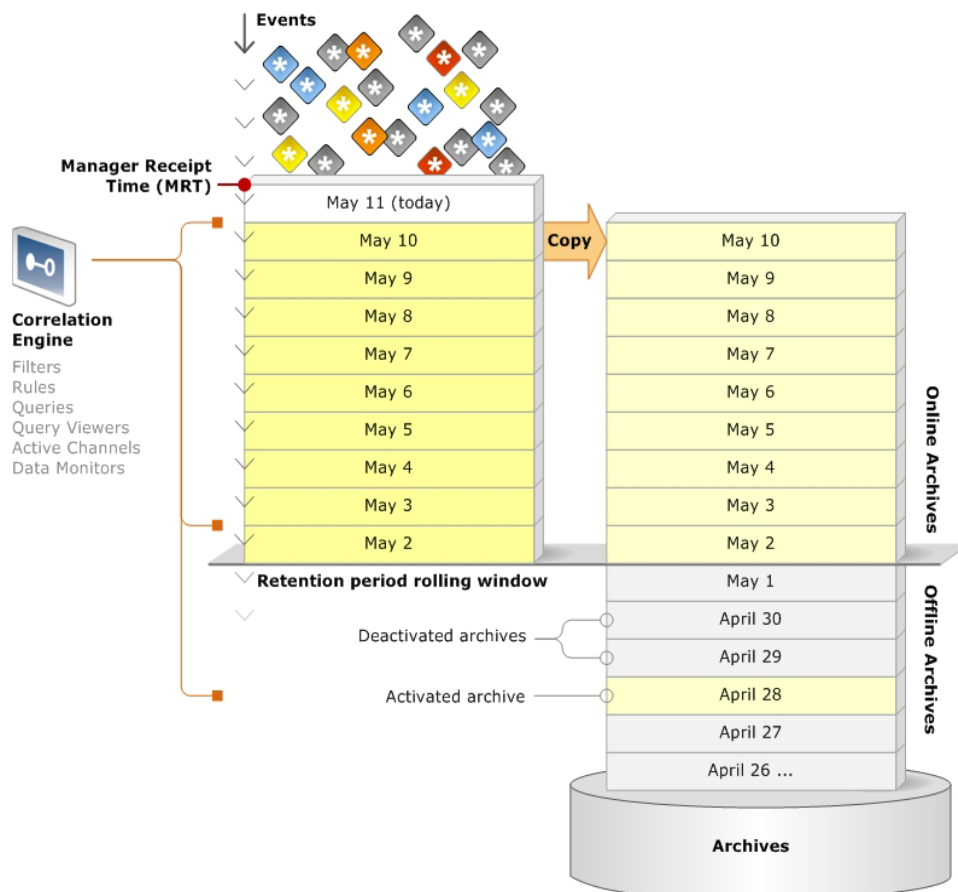 Events
Manager Receipt
Time (MRT)
May 11 (today)
May 10
May 9
May 8
May 7
May 6
May 5
May 4
May 3
May 2
Copy
May 10
May 9
May 8
May 7
May 6
May 5
May 4
May 3
May 2
May 1
April 30
April 29
April 28
April 27
April 26 ...
Archives
Online Archives
Offline Archives
Correlation
Engine
Filters
Rules
Queries
Query Viewers
Active Channels
Data Monitors
Retention period rolling window
Deactivated archives
Activated archive